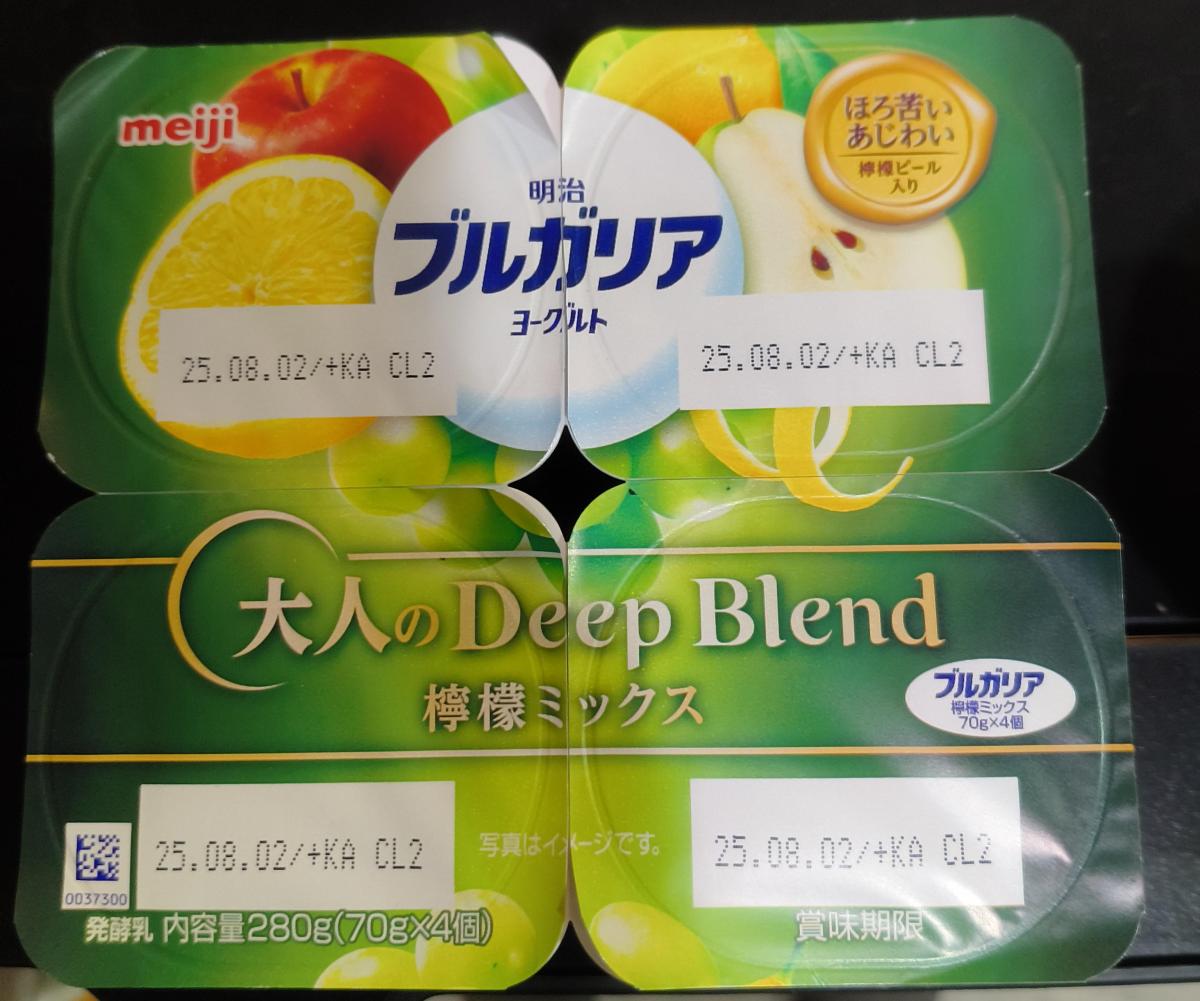 meiji
ほろ苦い
あじわい
檸檬ピール
入り
明治
ブルガリア
ヨーグルト
25.08.02/+KA CL2
25.08.02/+KA CL2
大人のDeep Blend
檸檬ミックス
ブルガリア
檸檬ミックス
70g×4個
25.08.02/+KA CL2
写真はイメージです。
25.08.02/+KA CL2
0037300
発酵乳 内容量280g(70g×4個)
賞味期限